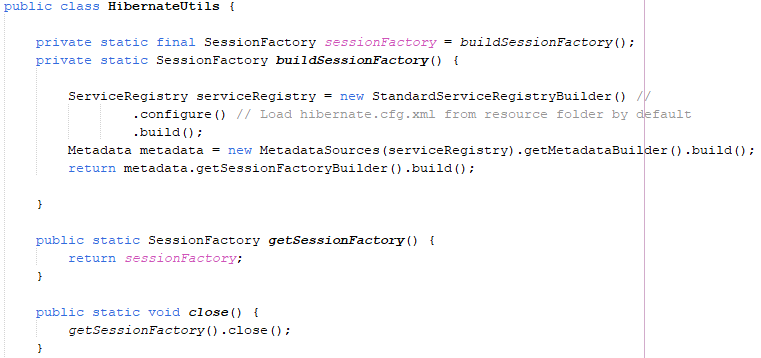 public class HibernateUtils {
private static final SessionFactory sessionFactory = buildSessionFactory();
private static SessionFactory buildSessionFactory() {
ServiceRegistry serviceRegistry = new StandardServiceRegistryBuilder() //
.configure() // Load hibernate.cfg.xml from resource folder by default
.build();
Metadata metadata = new MetadataSources(serviceRegistry).getMetadataBuilder().build();
return metadata.getSessionFactoryBuilder().build();
}
public static SessionFactory getSessionFactory() {
return sessionFactory;
}
public static void close() {
getSessionFactory().close();
}